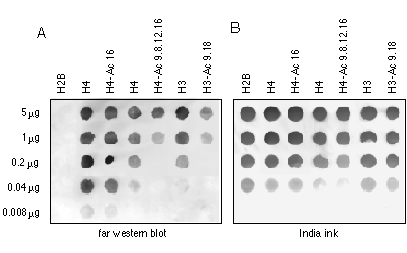 A
B
H2B
H4
H4-Ac 16
H4
H4-Ac 9.8.12.16
H3
H3-Ac 9.18
H2B
H4
H4-Ac 16
H4
H4-Ac 9.8.12.16
H3
H3-Ac 9.18
5 µg
1 µg
0.2 µg
0.04 µg
0.008 µg
far western blot
India ink